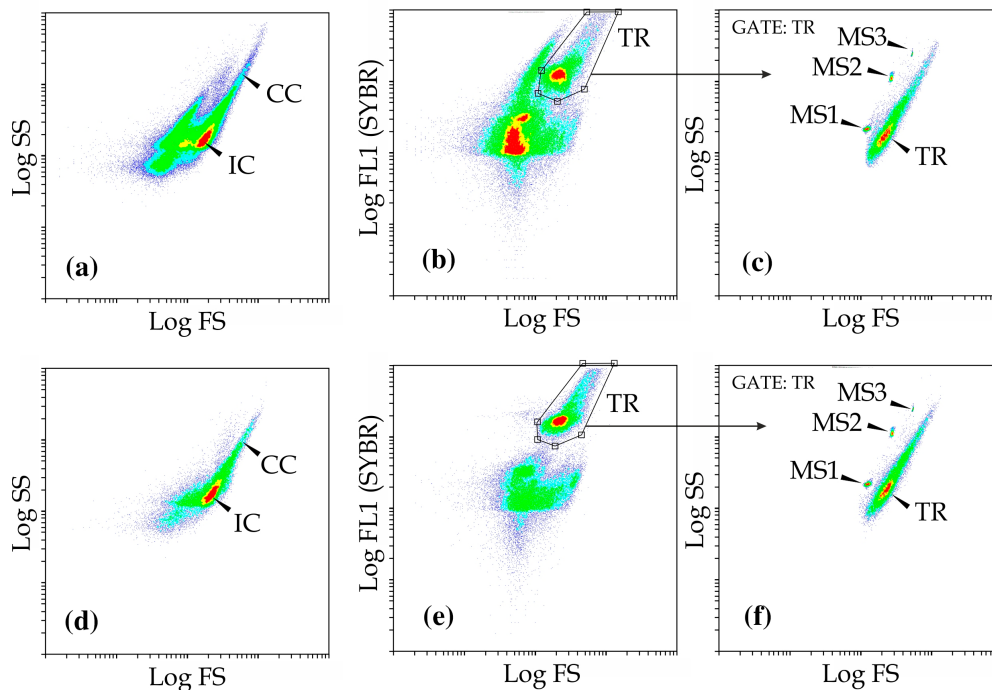 Log SS
CC
IC
(a)
Log FS
Log FL1 (SYBR)
TR
(b)
Log FS
GATE: TR
MS3
MS2
MS1
TR
Log SS
(c)
Log FS
Log SS
CC
IC
(d)
Log FS
Log FL1 (SYBR)
TR
(e)
Log FS
GATE: TR
MS3
MS2
MS1
TR
Log SS
(f)
Log FS